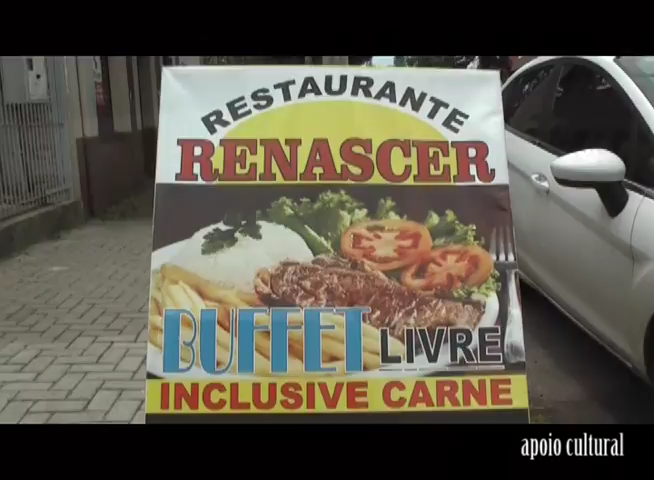 RESTAURANTE
RENASCER
BUFFET LIVRE
INCLUSIVE CARNE
apoio cultural